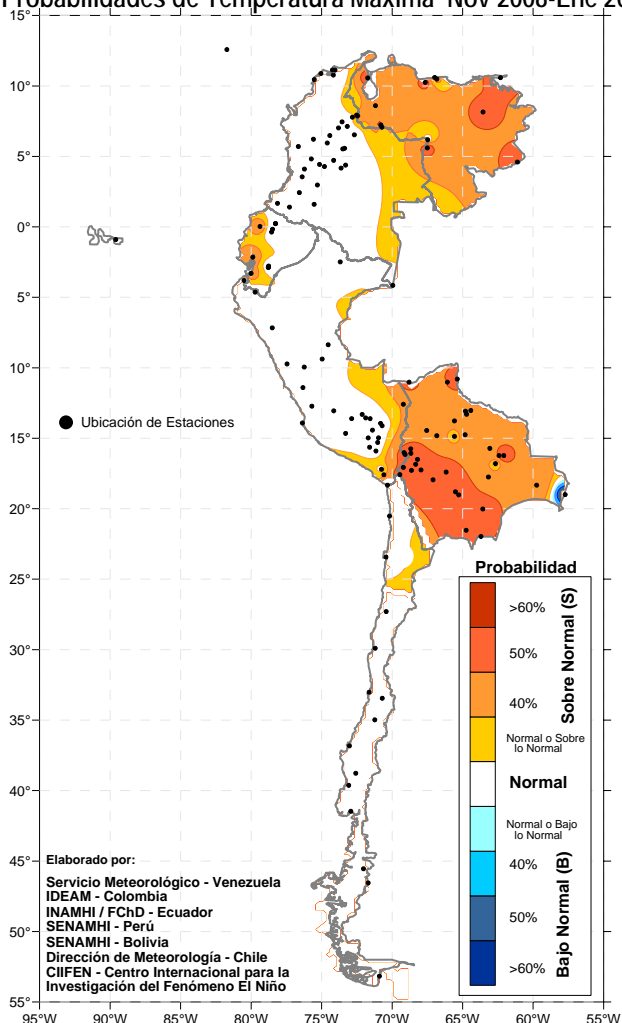 Probabilidades de Temperatura Máxima Nov 2008-Ene 20
15°
10°
5°
0°
5°
10°
15°
20°
25°
30°
35°
40°
45°
50°
55°
95°W
90°W
85°W
80°W
75°W
70°W
65°W
60°W
55°W
Ubicación de Estaciones
Probabilidad
>60%
50%
40%
Sobre Normal (S)
Normal o Sobre
lo Normal
Normal
Normal o Bajo
lo Normal
40%
50%
>60%
Bajo Normal (B)
Elaborado por:
Servicio Meteorológico - Venezuela
IDEAM - Colombia
INAMHI / FChD - Ecuador
SENAMHI - Perú
SENAMHI - Bolivia
Dirección de Meteorología - Chile
CIIFEN - Centro Internacional para la
Investigación del Fenómeno El Niño